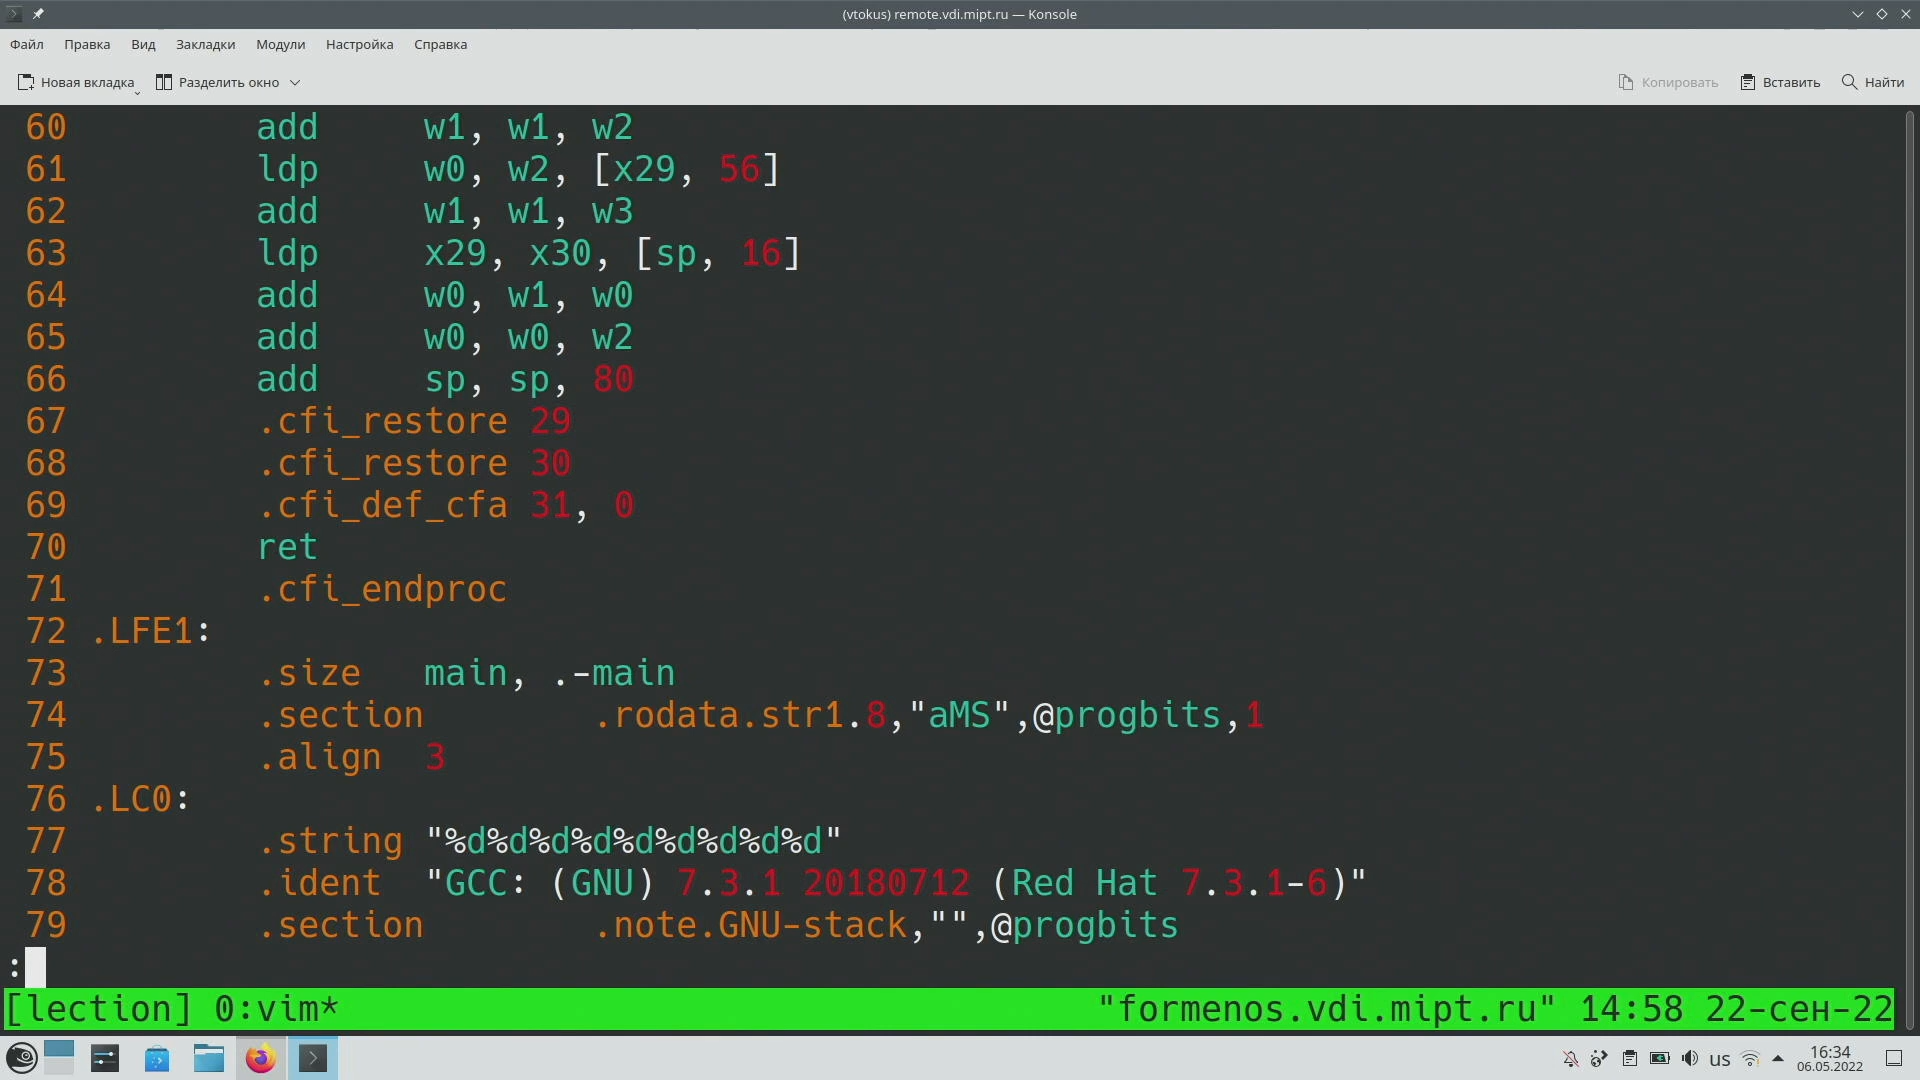 (vtokus) remote.vdi.mipt.ru — Konsole
Файл Правка Вид Закладки Модули Настройка Справка
Новая вкладка Разделить окно Копировать Вставить Найти
60 add w1, w1, w2
61 ldp w0, w2, [x29, 56]
62 add w1, w1, w3
63 ldp x29, x30, [sp, 16]
64 add w0, w1, w0
65 add w0, w0, w2
66 add sp, sp, 80
67 .cfi_restore 29
68 .cfi_restore 30
69 .cfi_def_cfa 31, 0
70 ret
71 .cfi_endproc
72 .LFE1:
73 .size main, .-main
74 .section .rodata.str1.8,"aMS",@progbits,1
75 .align 3
76 .LC0:
77 .string "%d%d%d%d%d%d%d%d%d"
78 .ident "GCC: (GNU) 7.3.1 20180712 (Red Hat 7.3.1-6)"
79 .section .note.GNU-stack,"",@progbits
:
[lection] 0:vim* "formenos.vdi.mipt.ru" 14:58 22-сен-22
us 16:34
06.05.2022